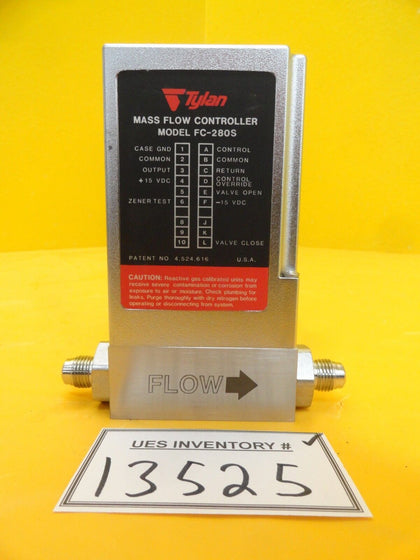 Tylan
MASS FLOW CONTROLLER
MODEL FC-280S
CASE GND 1 A CONTROL
COMMON 2 B COMMON
OUTPUT 3 C RETURN
+15 VDC 4 D CONTROL OVERRIDE
5 E VALVE OPEN
ZENER TEST 6 F -15 VDC
8 J
9 K
10 L VALVE CLOSE
PATENT NO. 4,524,616 U.S.A.
CAUTION: Reactive gas calibrated units may
receive severe contamination or corrosion from
exposure to air or moisture. Check plumbing for
leaks. Purge thoroughly with dry nitrogen before
operating or disconnecting from system.
FLOW
UES INVENTORY #
13525